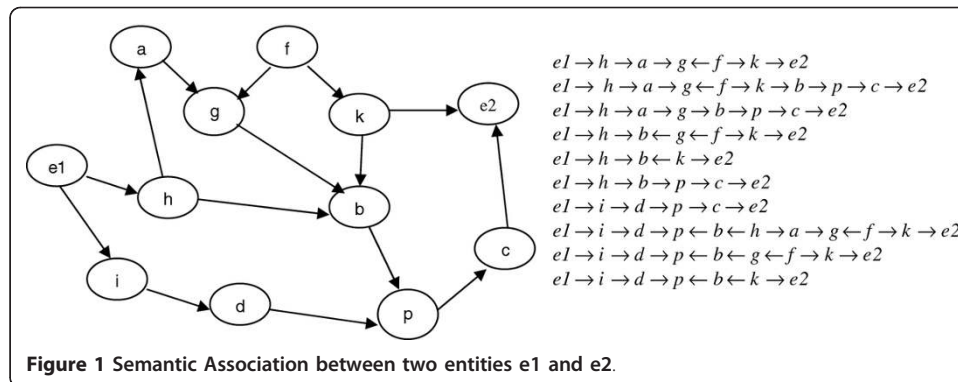 a
f
g
k
e2
e1
h
b
i
d
p
c
e1→h→a→g←f→k→e2
e1→ h→a→g←f→k→b→p→c→e2
e1→h→a→g→b→p→c→e2
e1→h→b←g←f→k→e2
e1→h→b←k→e2
e1→h→b→p→c→e2
e1→i→d→p→c→e2
e1→i→d→p←b←h→a→g←f→k→e2
e1→i→d→p←b←g←f→k→e2
e1→i→d→p←b←k→e2
Figure 1 Semantic Association between two entities e1 and e2.